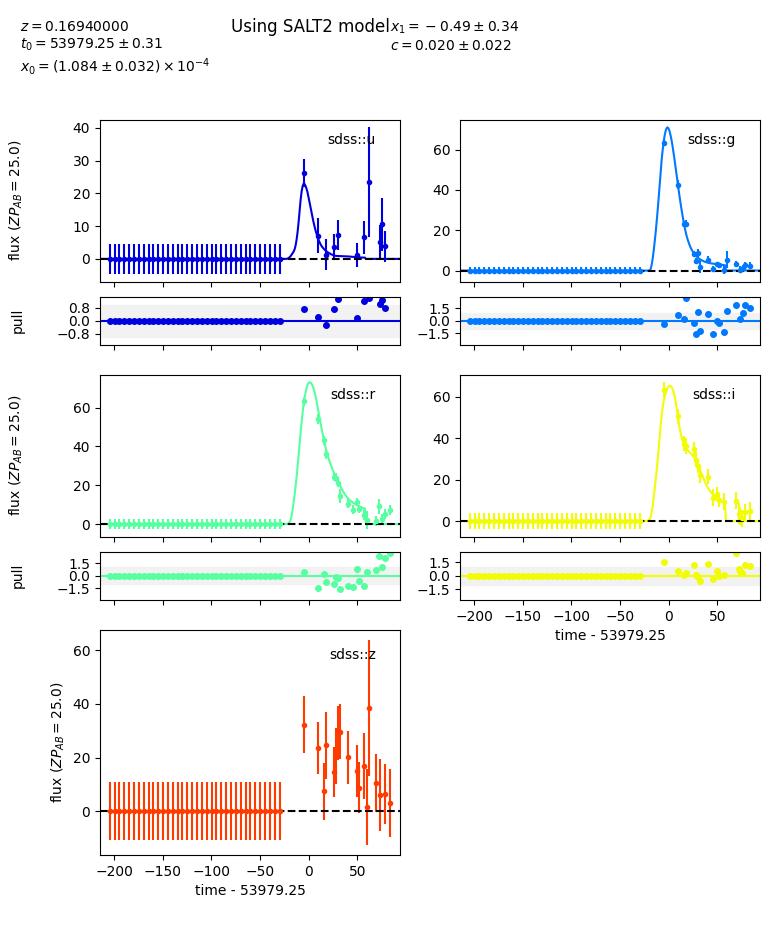 Using SALT2 model
z = 0.16940000
t₀ = 53979.25 ± 0.31
x₀ = (1.084 ± 0.032) × 10⁻⁴
x₁ = −0.49 ± 0.34
c = 0.020 ± 0.022
sdss::u
flux (ZP_AB = 25.0)
40
30
20
10
0
sdss::g
60
40
20
0
pull
0.8
0.0
−0.8
1.5
0.0
−1.5
sdss::r
flux (ZP_AB = 25.0)
60
40
20
0
sdss::i
60
40
20
0
pull
1.5
0.0
−1.5
1.5
0.0
−1.5
−200 −150 −100 −50 0 50
time - 53979.25
sdss::z
flux (ZP_AB = 25.0)
60
40
20
0
−200 −150 −100 −50 0 50
time - 53979.25